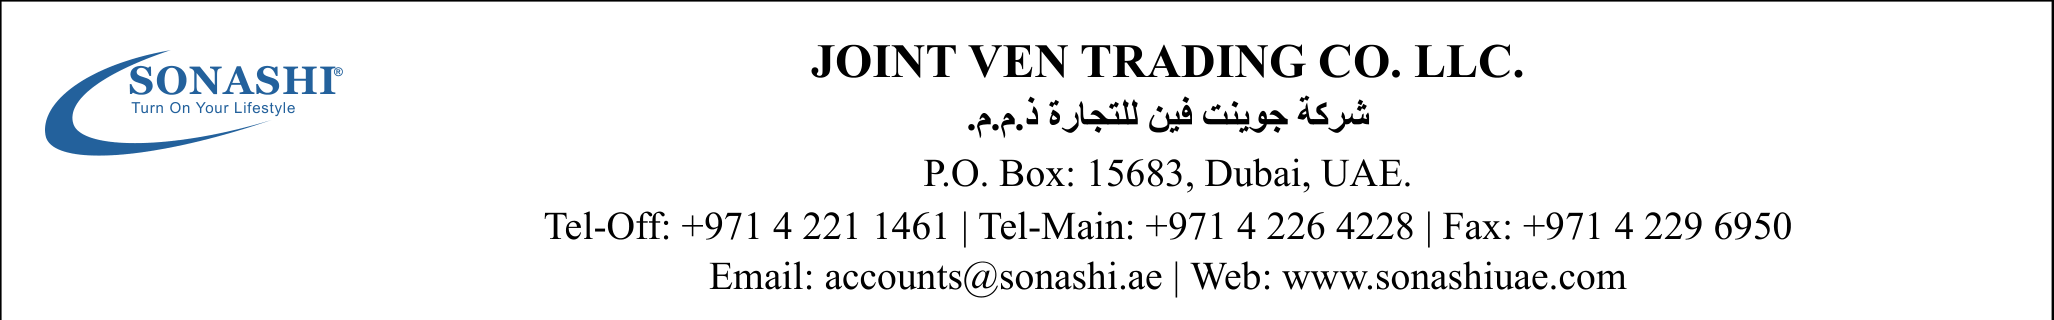 SONASHI®
Turn On Your Lifestyle
JOINT VEN TRADING CO. LLC.
شركة جوينت فين للتجارة ذ.م.م.
P.O. Box: 15683, Dubai, UAE.
Tel-Off: +971 4 221 1461 | Tel-Main: +971 4 226 4228 | Fax: +971 4 229 6950
Email: accounts@sonashi.ae | Web: www.sonashiuae.com